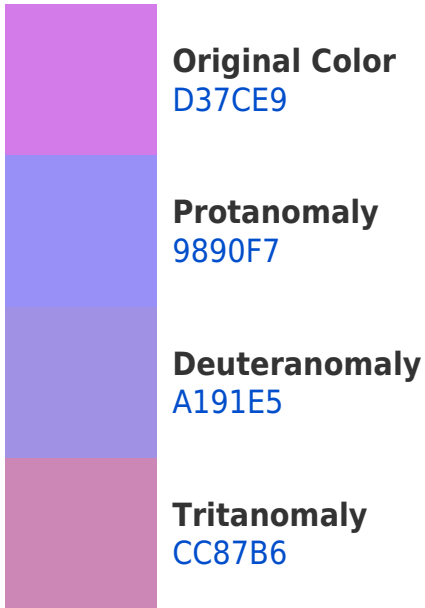 Original Color
D37CE9
Protanomaly
9890F7
Deuteranomaly
A191E5
Tritanomaly
CC87B6